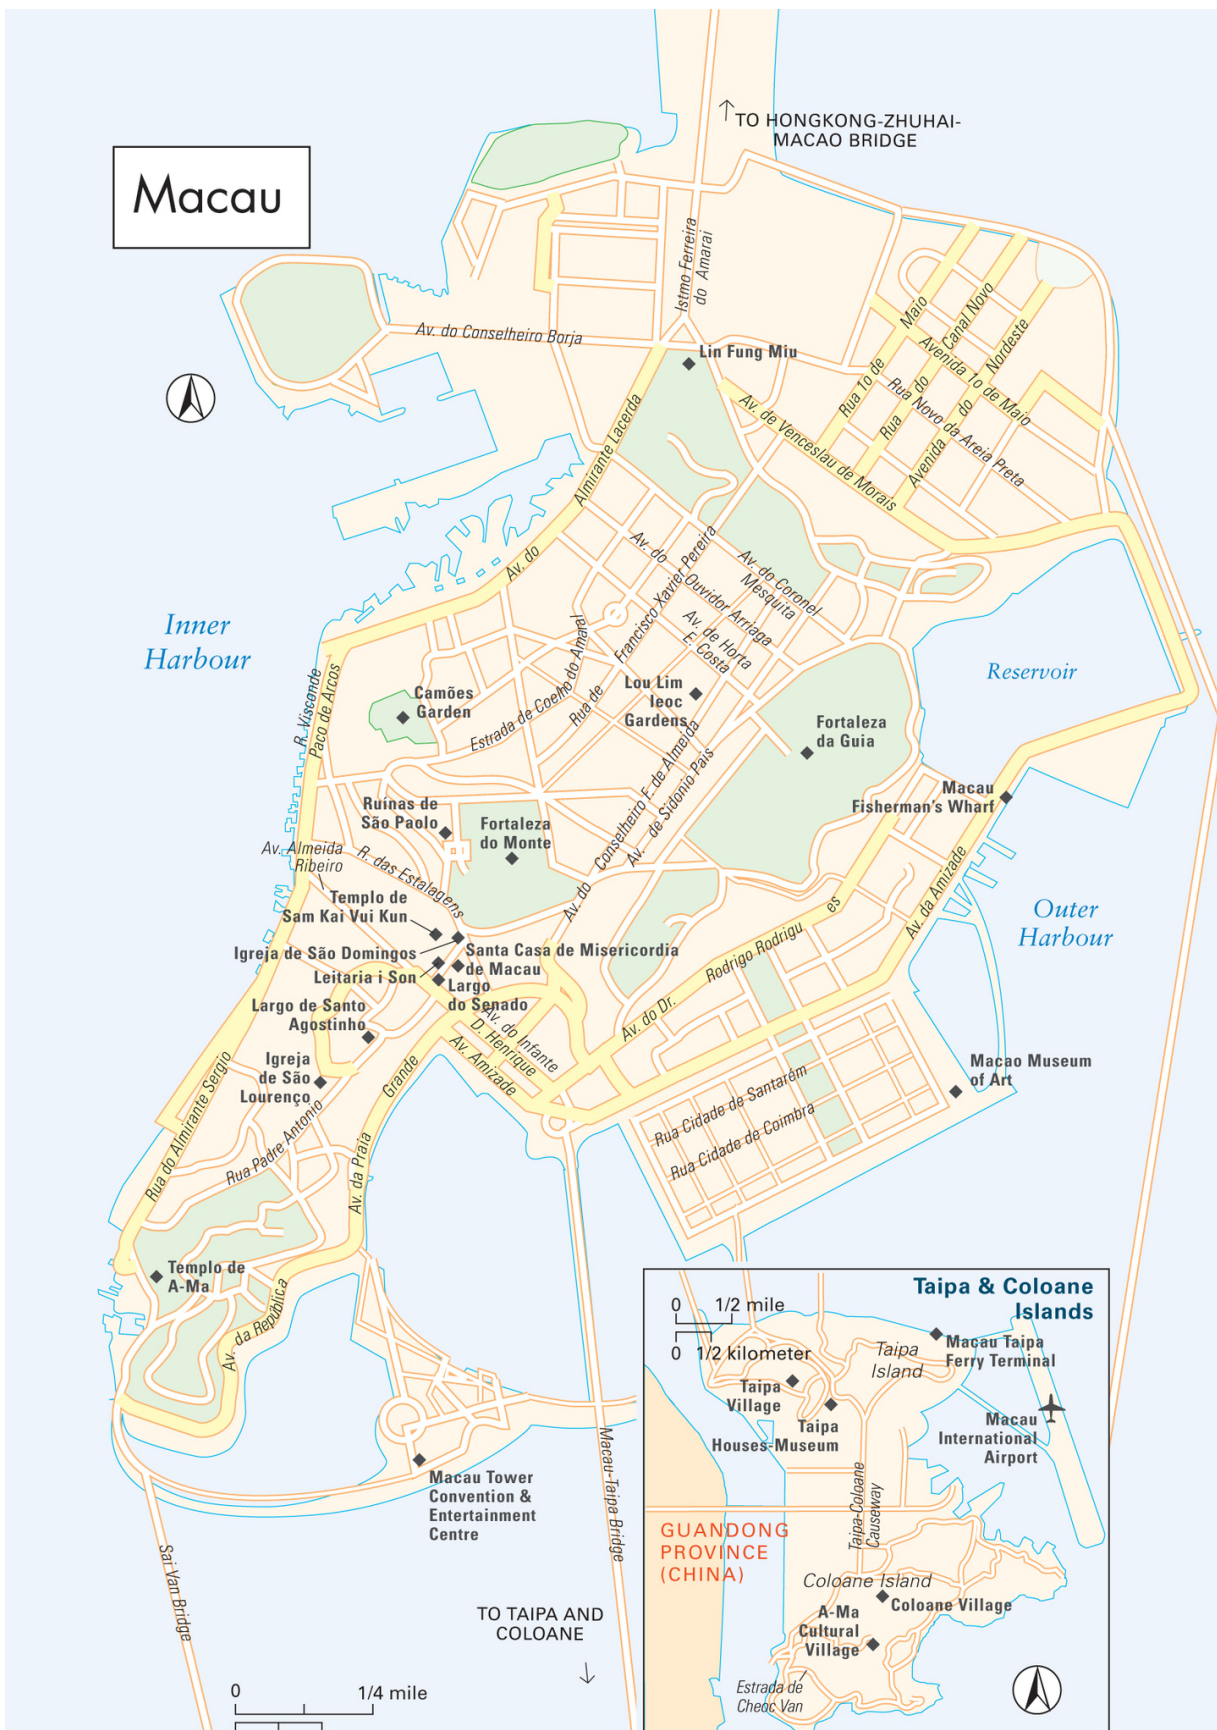 TO HONGKONG-ZHUHAI-
MACAO BRIDGE
Macau
Istmo Ferreira
do Amarai
Av. do Conselheiro Borja
Lin Fung Miu
Maio
Rua 1o de
Canal Novo
Rua do
Nordeste
Avenida do
Avenida 1o de Maio
Rua Novo da Areia Preta
Av. de Venceslau de Morais
Almirante Lacerda
Av. do
Av. do Ouvidor Arriaga
Av. do Coronel
Mesquita
Francisco Xavier Pereira
Rua de
Av. de Horta
E. Costa
Inner
Harbour
Reservoir
R. Visconde
Paco de Arcos
Camões
Garden
Estrada de Coelho do Amaral
Lou Lim
Ieoc
Gardens
Fortaleza
da Guia
Conselheiro F. de Almeida
Av. do
Av. de Sidonio Pais
Macau
Fisherman's Wharf
Ruínas de
São Paolo
Fortaleza
do Monte
Av. Almeida
Ribeiro
R. das Estalagens
Templo de
Sam Kai Vui Kun
Igreja de São Domingos
Santa Casa de Misericordia
de Macau
Leitaria i Son
Largo
do Senado
Largo de Santo
Agostinho
Av. do Infante
D. Henrique
Av. Amizade
Av. do Dr.
Rodrigo Rodrigu
es
Av. da Amizade
Outer
Harbour
Macao Museum
of Art
Igreja
de São
Lourenço
Grande
Av. da Praia
Rua do Almirante Sergio
Rua Padre Antonio
Rua Cidade de Santarém
Rua Cidade de Coimbra
Templo de
A-Ma
Av. da República
Macau Tower
Convention &
Entertainment
Centre
Macau-Taipa Bridge
Sai Van Bridge
TO TAIPA AND
COLOANE
0 1/4 mile
Taipa & Coloane
Islands
0 1/2 mile
0 1/2 kilometer
Taipa
Island
Macau Taipa
Ferry Terminal
Taipa
Village
Taipa
Houses-Museum
Macau
International
Airport
Taipa-Coloane
Causeway
GUANDONG
PROVINCE
(CHINA)
Coloane Island
Coloane Village
A-Ma
Cultural
Village
Estrada de
Cheoc Van